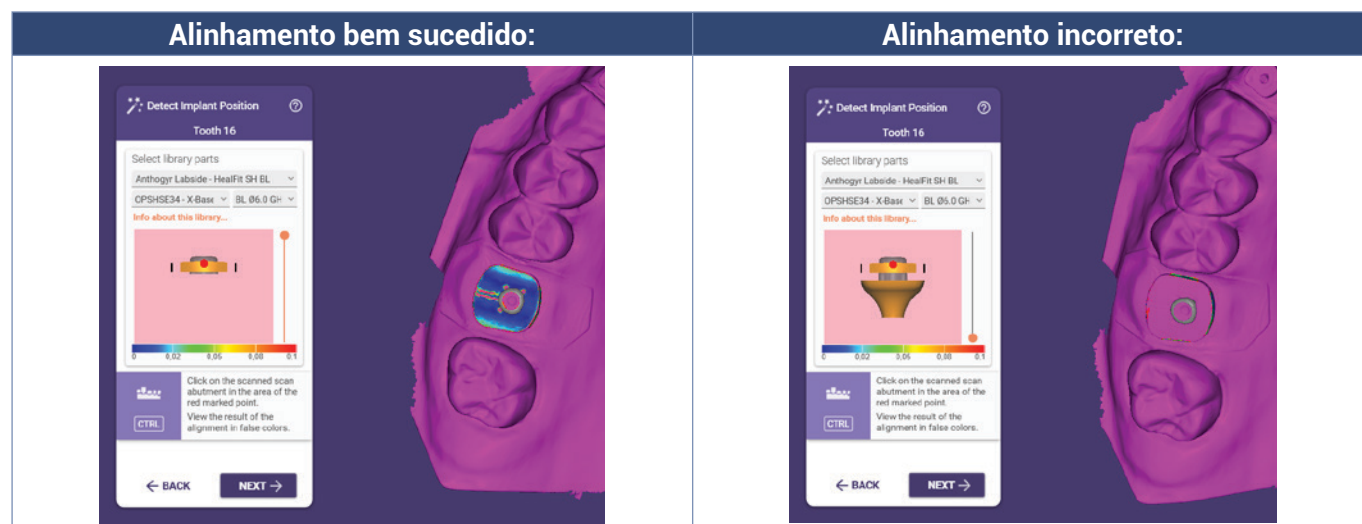 Alinhamento bem sucedido:
Detect Implant Position
Tooth 16
Select library parts
Anthogyr Labside - HealFit SH BL
OPSHSE34 - X-Base
BL Ø6.0 GH
Info about this library...
0 0,02 0,05 0,08 0.1
Click on the scanned scan
abutment in the area of the
red marked point.
CTRL
View the result of the
alignment in false colors.
BACK
NEXT
Alinhamento incorreto:
Detect Implant Position
Tooth 16
Select library parts
Anthogyr Labside - HealFit SH BL
OPSHSE34 - X-Base
BL Ø6.0 GH
Info about this library...
0 0,02 0,05 0,08 0.1
Click on the scanned scan
abutment in the area of the
red marked point.
CTRL
View the result of the
alignment in false colors.
BACK
NEXT